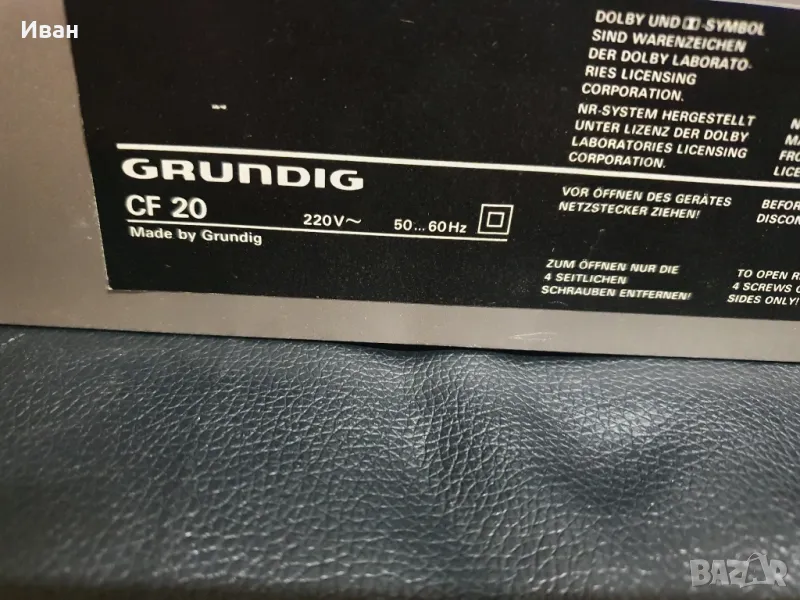 Иван
DOLBY UND SYMBOL
SIND WARENZEICHEN
DER DOLBY LABORATO-
RIES LICENSING
CORPORATION.
NR-SYSTEM HERGESTELLT
UNTER LIZENZ DER DOLBY
LABORATORIES LICENSING
CORPORATION.
GRUNDIG
CF 20
220V~ 50...60Hz
Made by Grundig
VOR ÖFFNEN DES GERÄTES
NETZSTECKER ZIEHEN!
ZUM ÖFFNEN NUR DIE
4 SEITLICHEN
SCHRAUBEN ENTFERNEN!
TO OPEN
4 SCREWS
SIDES ONLY!
BAZAR